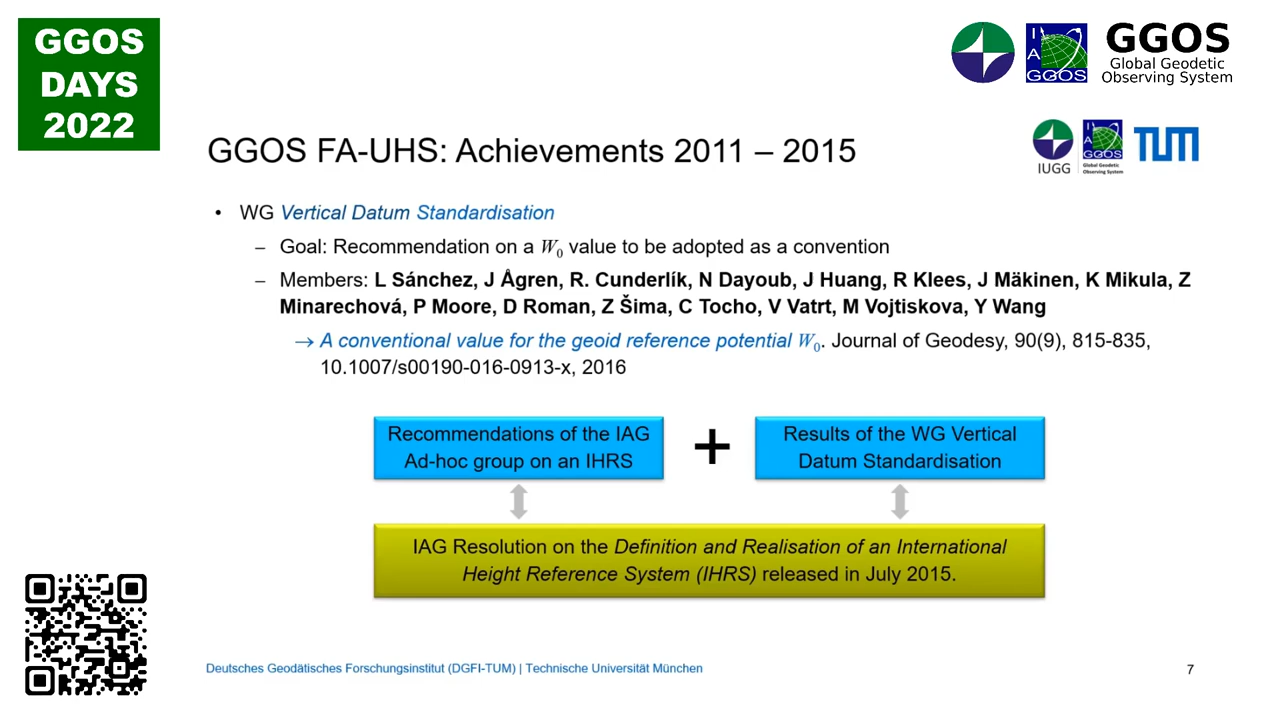 GGOS
DAYS
2022
GGOS
Global Geodetic
Observing System
I
A
GGOS
GGOS FA-UHS: Achievements 2011 – 2015
IUGG
GGOS
Global Geodetic
Observing System
TUM
• WG Vertical Datum Standardisation
– Goal: Recommendation on a W₀ value to be adopted as a convention
– Members: L Sánchez, J Ågren, R. Cunderlík, N Dayoub, J Huang, R Klees, J Mäkinen, K Mikula, Z
Minarechová, P Moore, D Roman, Z Šima, C Tocho, V Vatrt, M Vojtiskova, Y Wang
→ A conventional value for the geoid reference potential W₀. Journal of Geodesy, 90(9), 815-835,
10.1007/s00190-016-0913-x, 2016
Recommendations of the IAG
Ad-hoc group on an IHRS
+
Results of the WG Vertical
Datum Standardisation
IAG Resolution on the Definition and Realisation of an International
Height Reference System (IHRS) released in July 2015.
Deutsches Geodätisches Forschungsinstitut (DGFI-TUM) | Technische Universität München
7